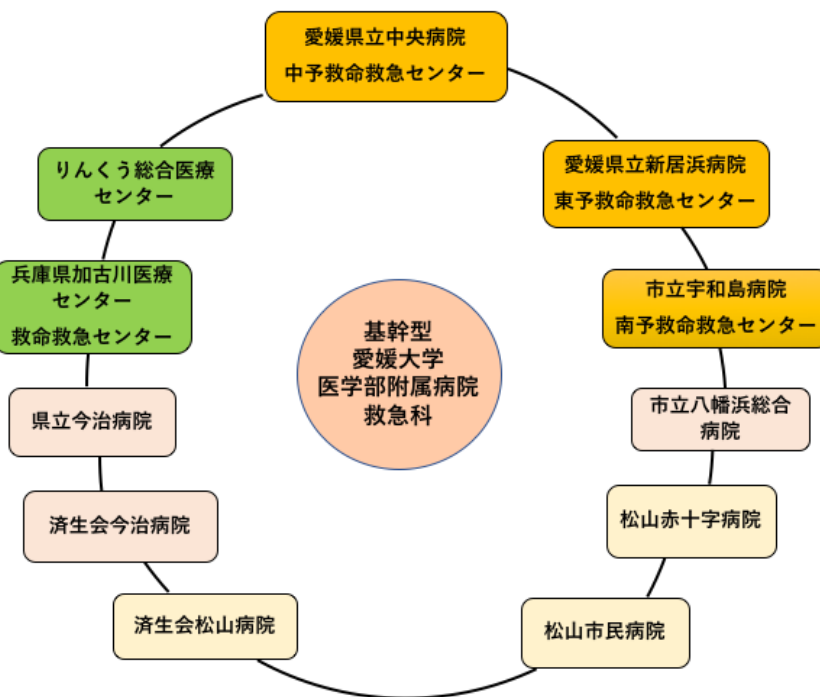 愛媛県立中央病院
中予救命救急センター
りんくう総合医療
センター
愛媛県立新居浜病院
東予救命救急センター
兵庫県加古川医療
センター
救命救急センター
市立宇和島病院
南予救命救急センター
基幹型
愛媛大学
医学部附属病院
救急科
県立今治病院
市立八幡浜総合
病院
済生会今治病院
松山赤十字病院
済生会松山病院
松山市民病院